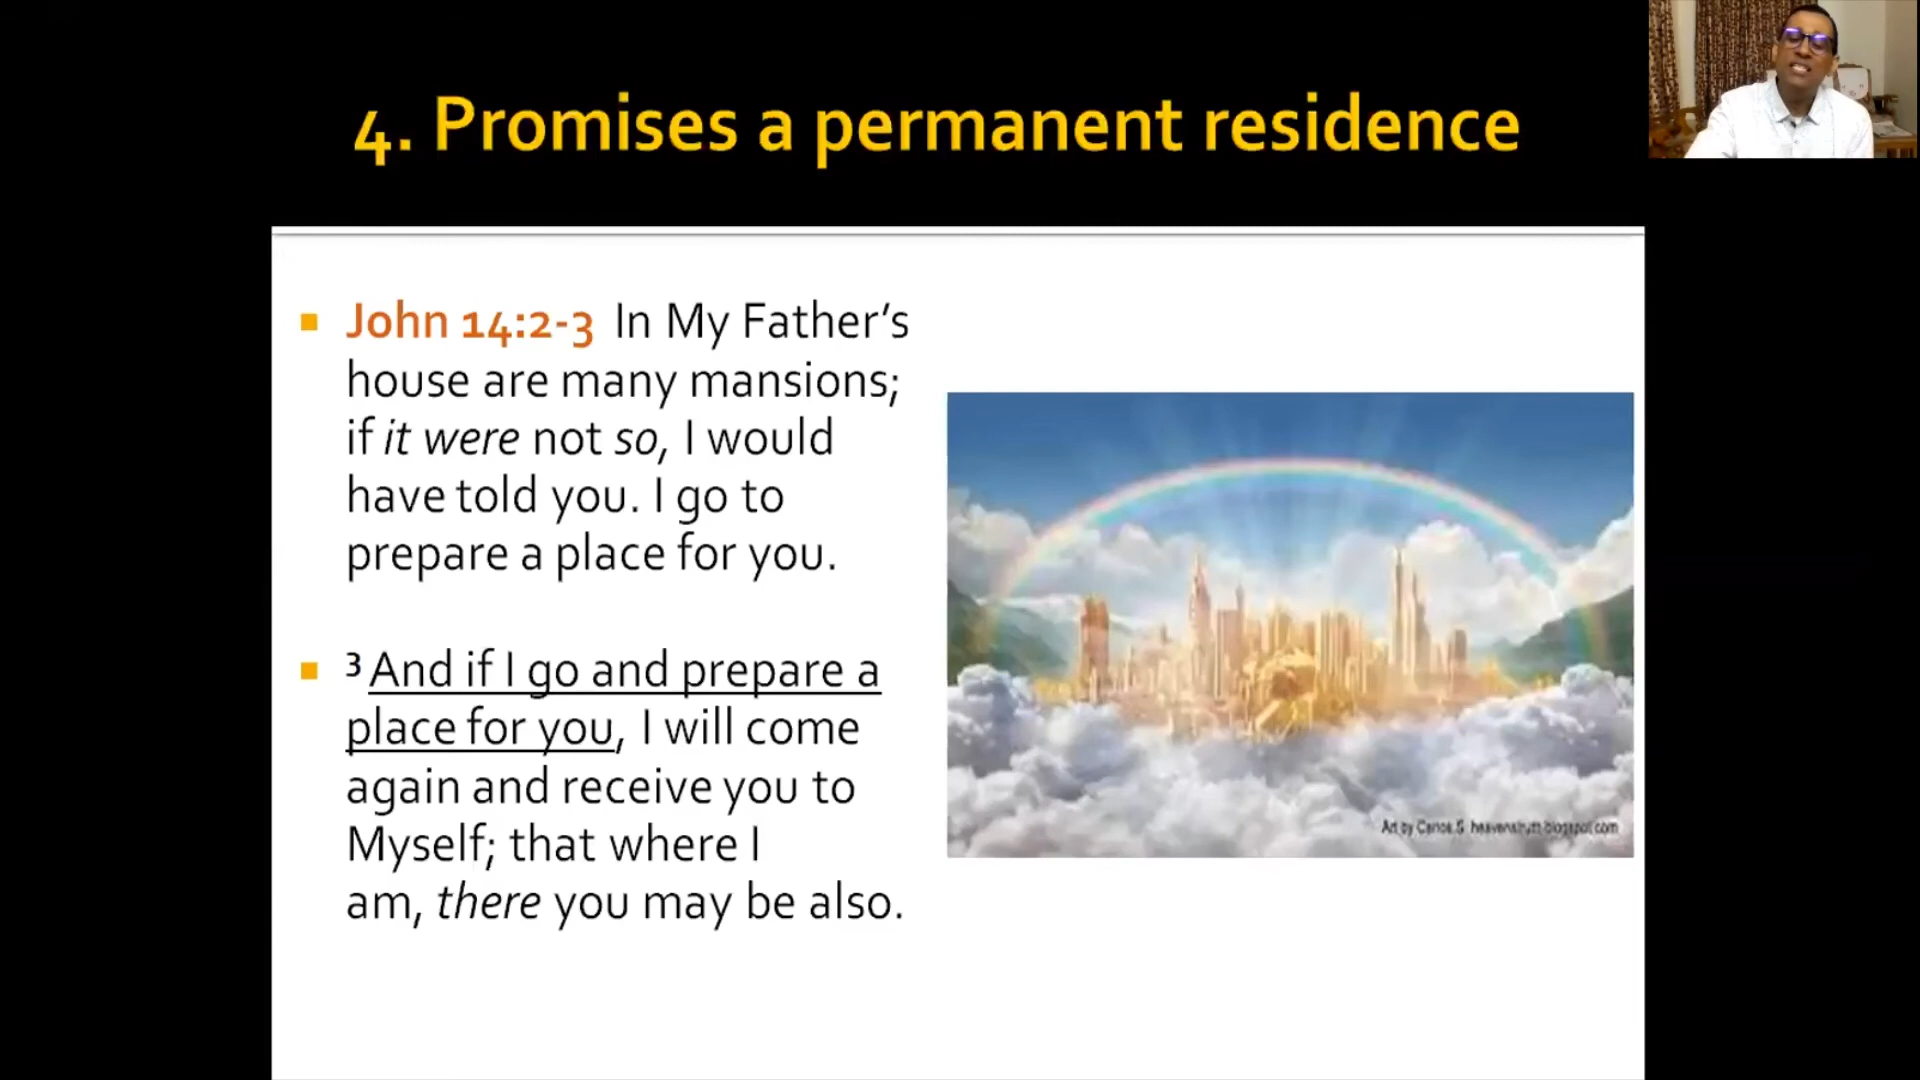 4. Promises a permanent residence
John 14:2-3 In My Father’s
house are many mansions;
if it were not so, I would
have told you. I go to
prepare a place for you.
3 And if I go and prepare a
place for you, I will come
again and receive you to
Myself; that where I
am, there you may be also.
Art by Carlos S